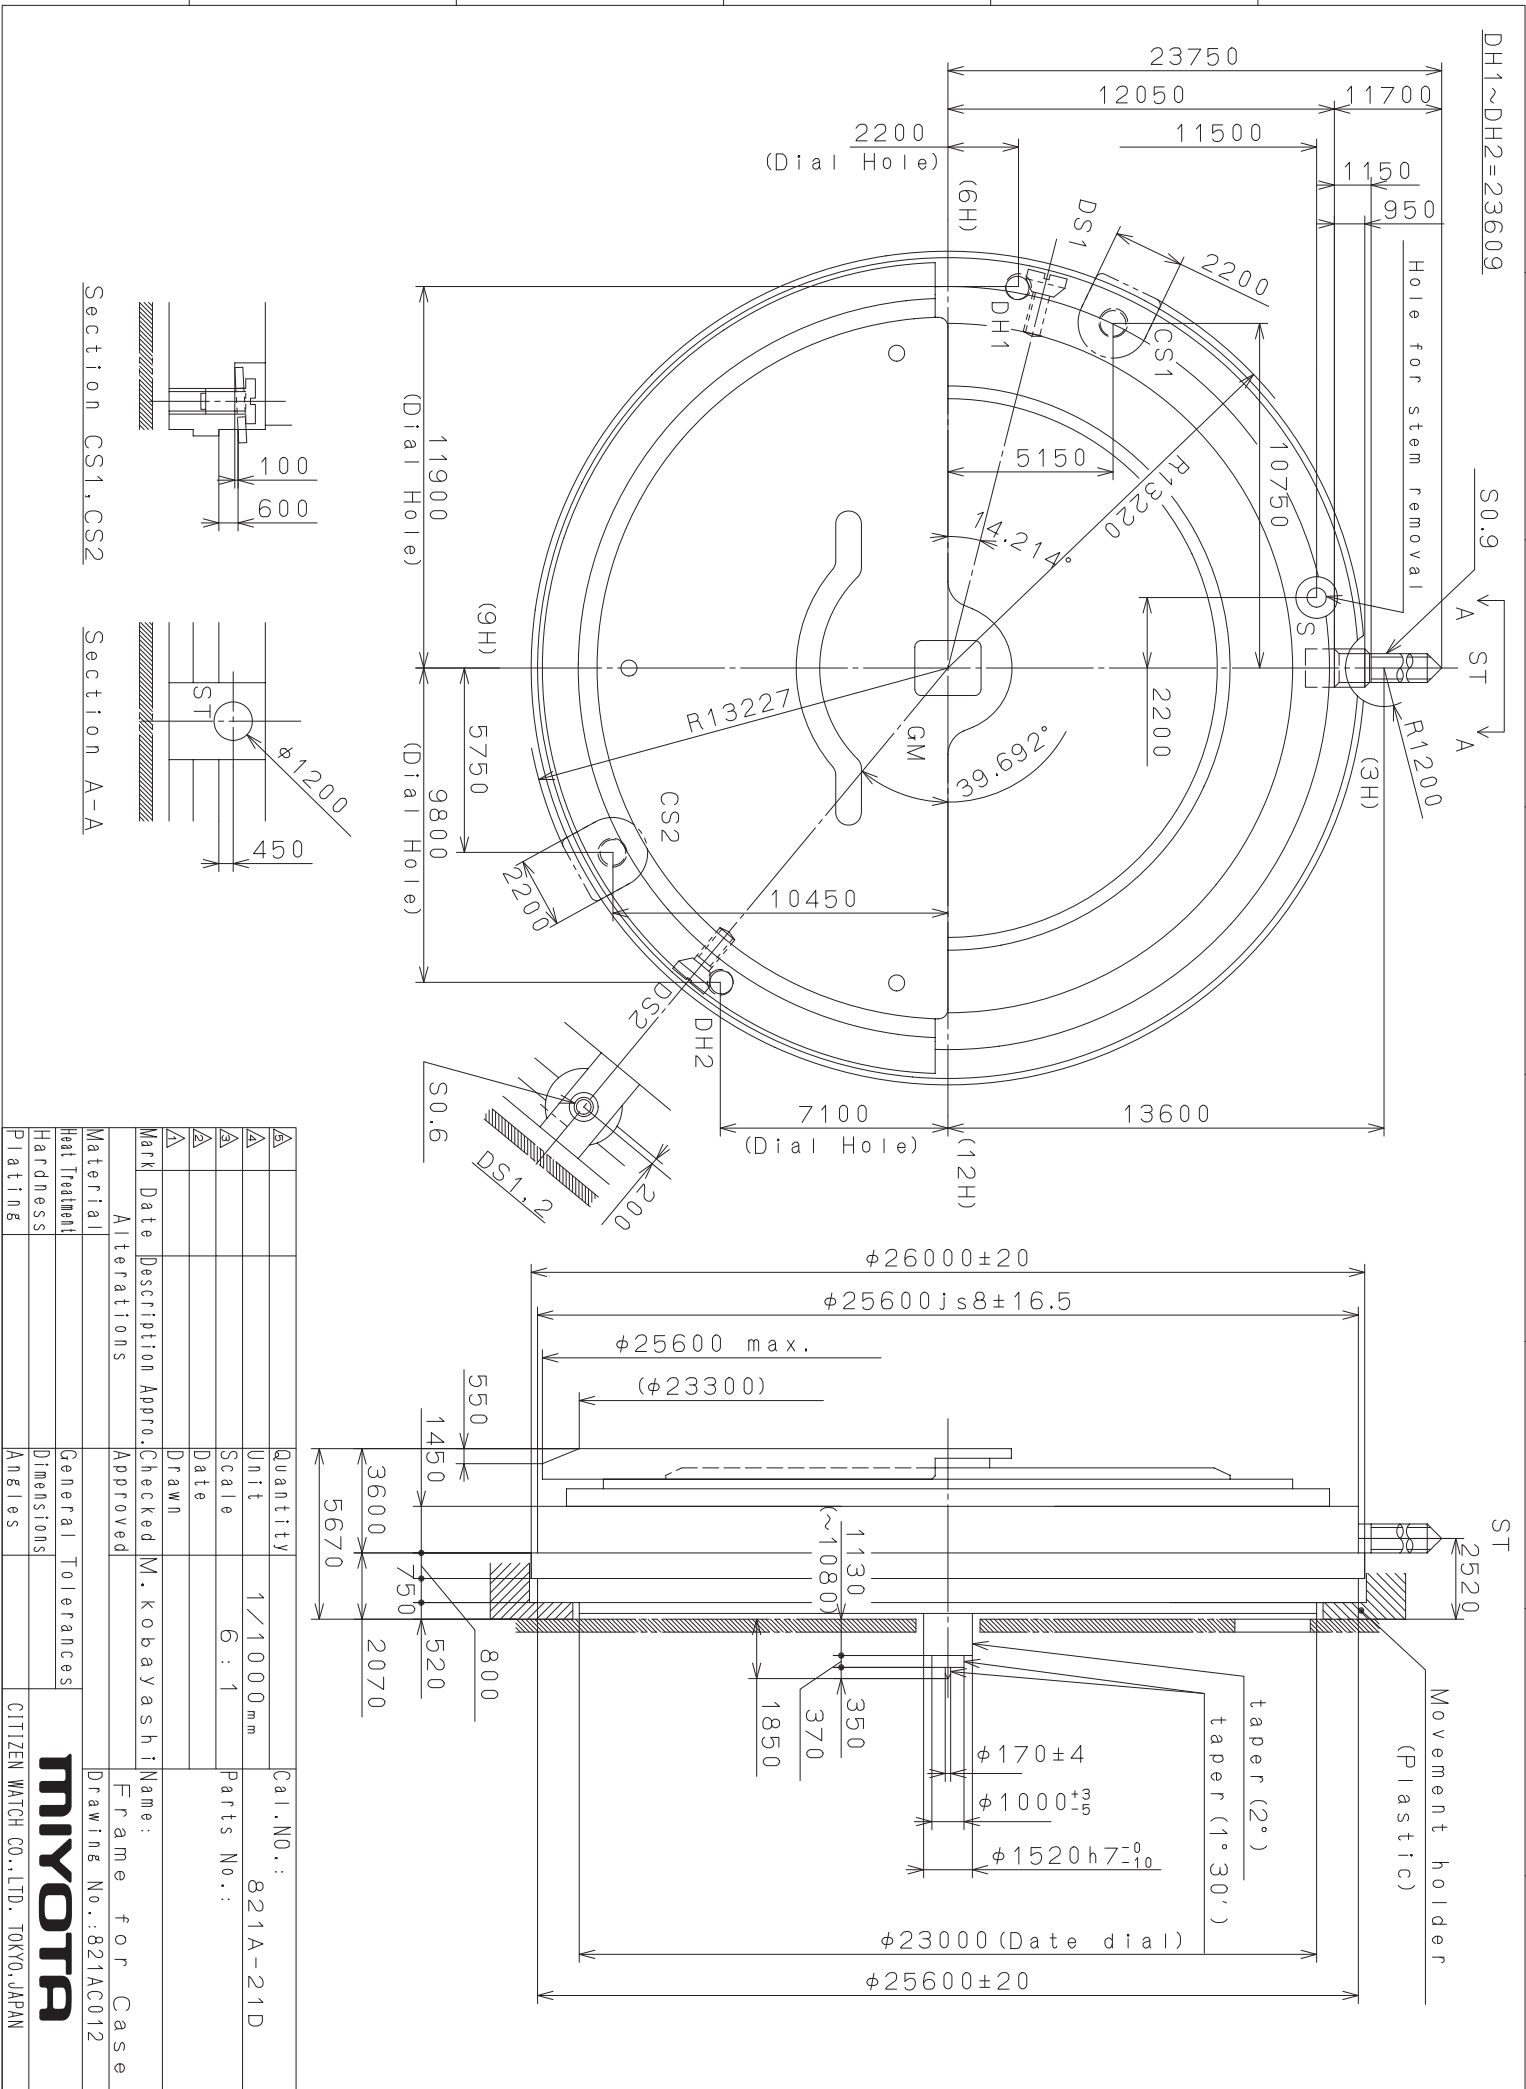 DH1~DH2=23609
23750
12050
11700
2200
(Dial Hole)
11500
1150
950
Hole for stem removal
S0.9
A ST A
R1200
(3H)
(6H)
DS1
2200
CS1
DH1
10750
R13220
5150
14.214°
S
2200
GM
39.692°
R13227
(9H)
11900
(Dial Hole)
5750
9800
(Dial Hole)
CS2
2200
10450
DS2
DH2
S0.6
DS1,2
200
7100
(Dial Hole)
13600
(12H)
100
600
Section CS1,CS2
ST
φ1200
450
Section A-A
φ26000±20
φ25600js8±16.5
φ25600 max.
(φ23300)
550
1450
3600
5670
750
520
800
2070
1130
(~1080)
350
370
1850
ST
2520
Movement holder
(Plastic)
taper(2°)
taper(1°30′)
φ170±4
φ1000+3-5
φ1520h7-0-10
φ23000(Date dial)
φ25600±20
5
4
3
2
1
Mark Date Description Appro.
Alterations
Material
Heat Treatment
Hardness
Plating
Quantity
Unit 1/1000mm
Scale 6:1
Date
Drawn
Checked M.kobayashi
Approved
General Tolerances
Dimensions
Angles
Cal.NO.: 821A-21D
Parts No.:
Name:
Frame for Case
Drawing No.:821AC012
MIYOTA
CITIZEN WATCH CO.,LTD. TOKYO,JAPAN